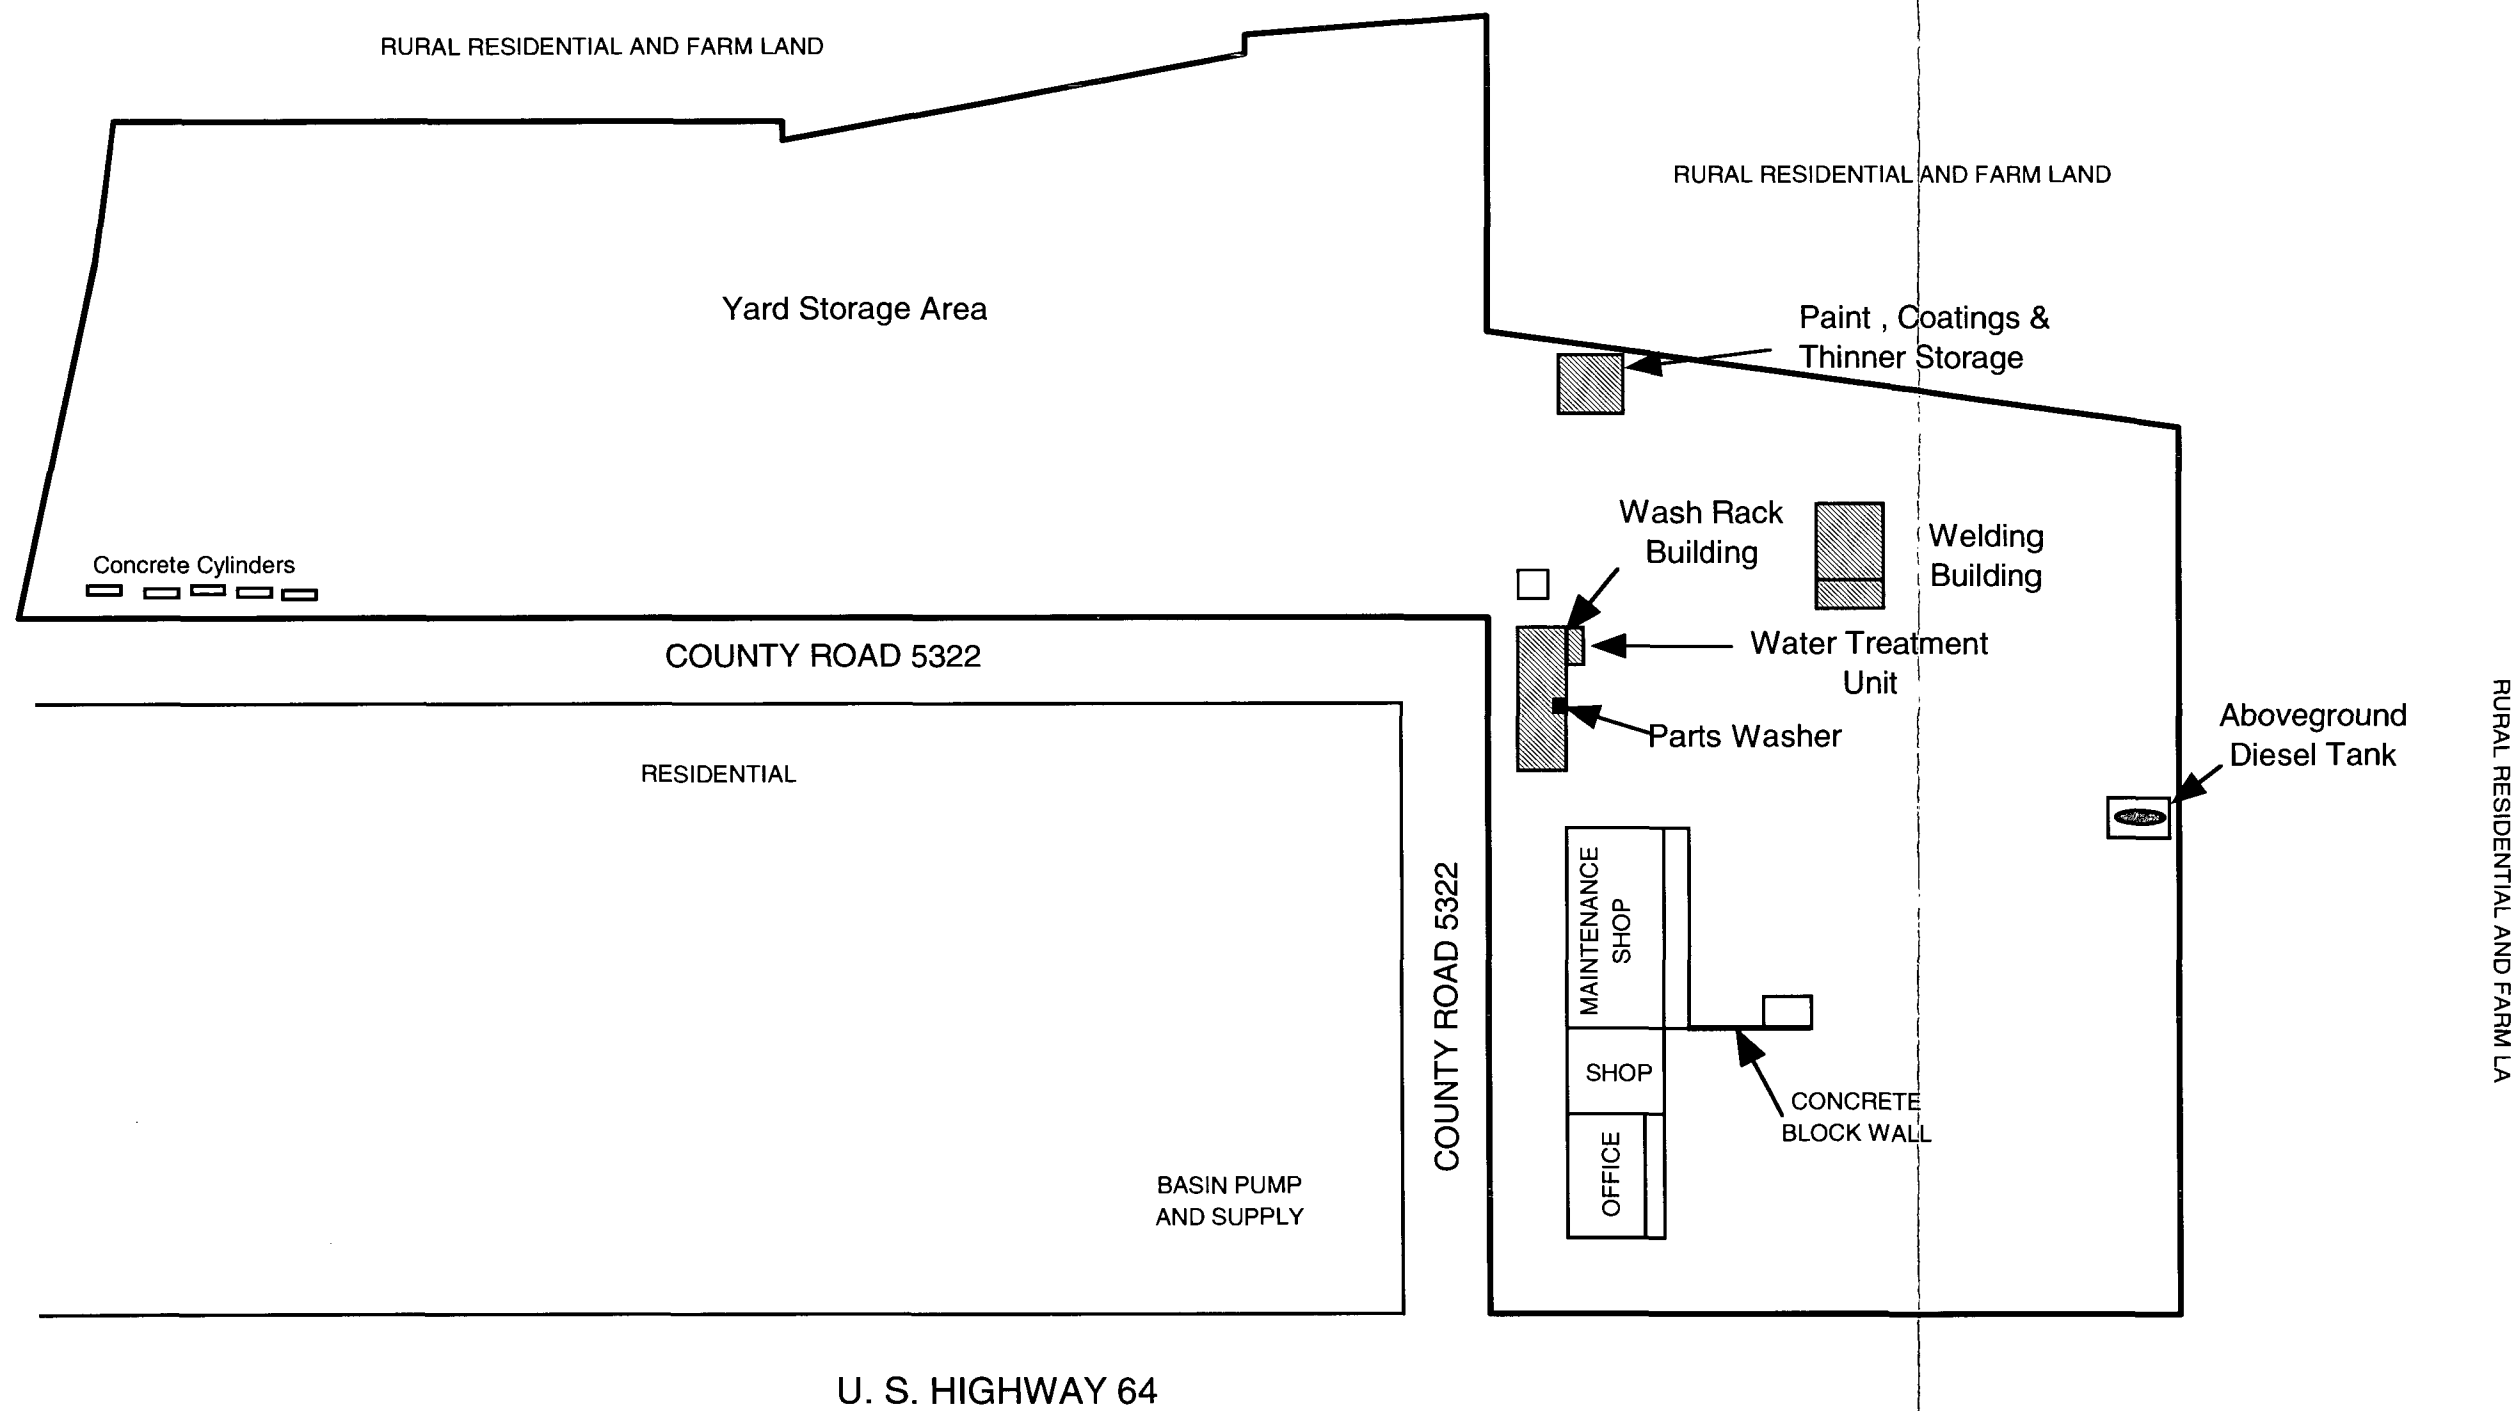 RURAL RESIDENTIAL AND FARM LAND
RURAL RESIDENTIAL AND FARM LAND
Yard Storage Area
Paint , Coatings &
Thinner Storage
Wash Rack
Building
Welding
Building
Concrete Cylinders
COUNTY ROAD 5322
Water Treatment
Unit
Parts Washer
Aboveground
Diesel Tank
RURAL RESIDENTIAL AND FARM LA
RESIDENTIAL
MAINTENANCE
SHOP
COUNTY ROAD 5322
SHOP
CONCRETE
BLOCK WALL
OFFICE
BASIN PUMP
AND SUPPLY
U. S. HIGHWAY 64